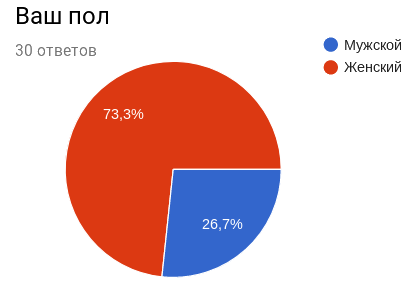 Ваш пол
30 ответов
Мужской
Женский
73,3%
26,7%